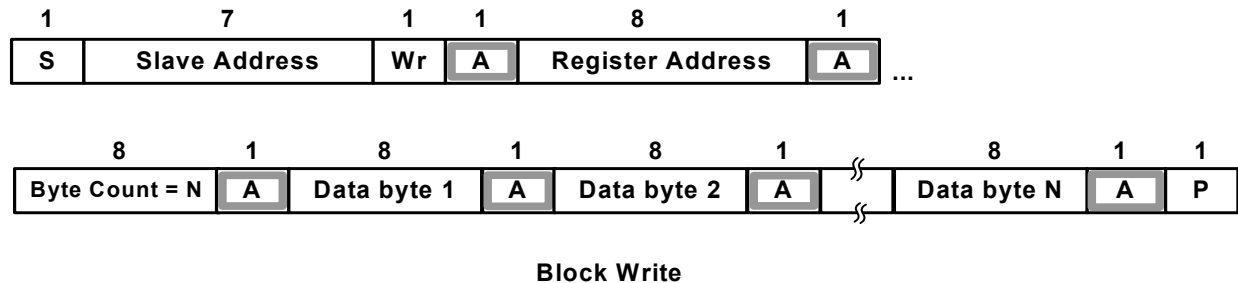 1 7 1 1 8 1
S Slave Address Wr A Register Address A ...
8 1 8 1 8 1 8 1 1
Byte Count = N A Data byte 1 A Data byte 2 A Data byte N A P
Block Write